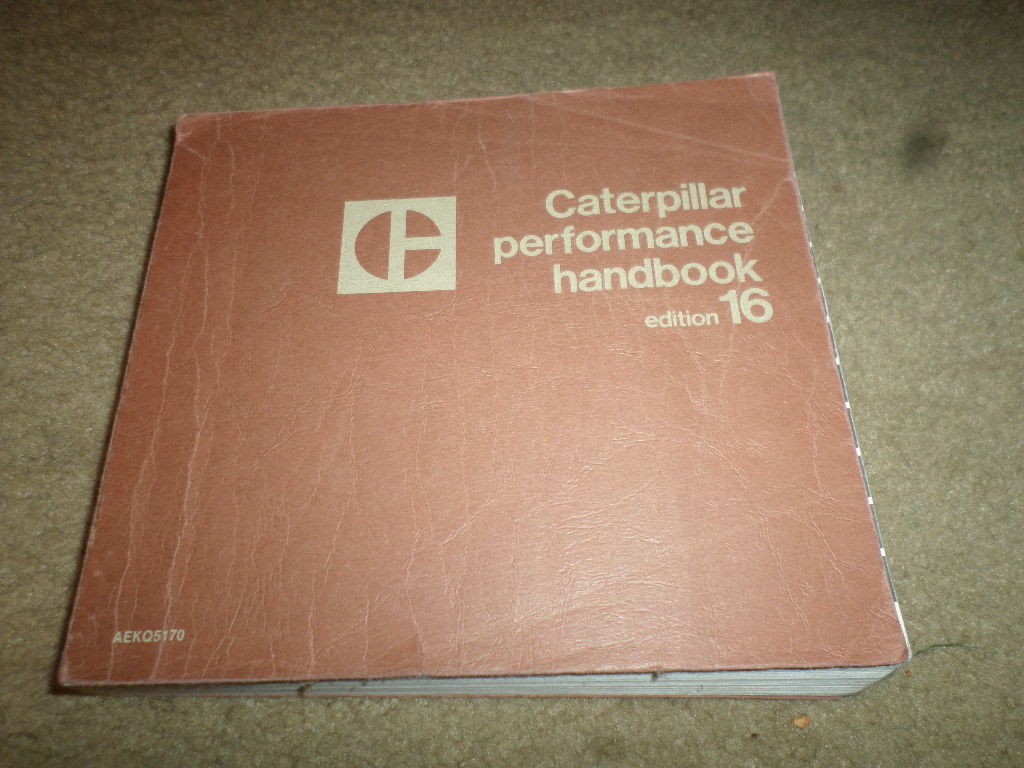 Caterpillar
performance
handbook
edition 16
AEKQ5170